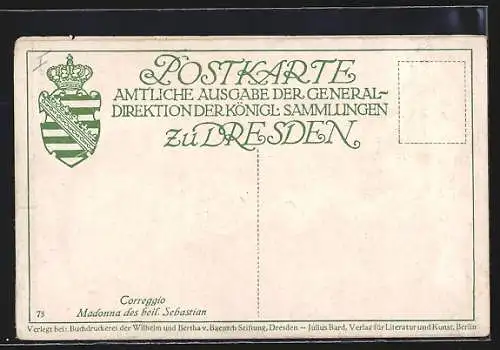 POSTKARTE
AMTLICHE AUSGABE DER GENERAL-
DIREKTION DER KÖNIGL. SAMMLUNGEN
ZU DRESDEN
Correggio
73 Madonna des heil. Sebastian
Verlegt bei: Buchdruckerei der Wilhelm und Bertha v. Baensch Stiftung, Dresden — Julius Bard, Verlag für Literatur und Kunst, Berlin